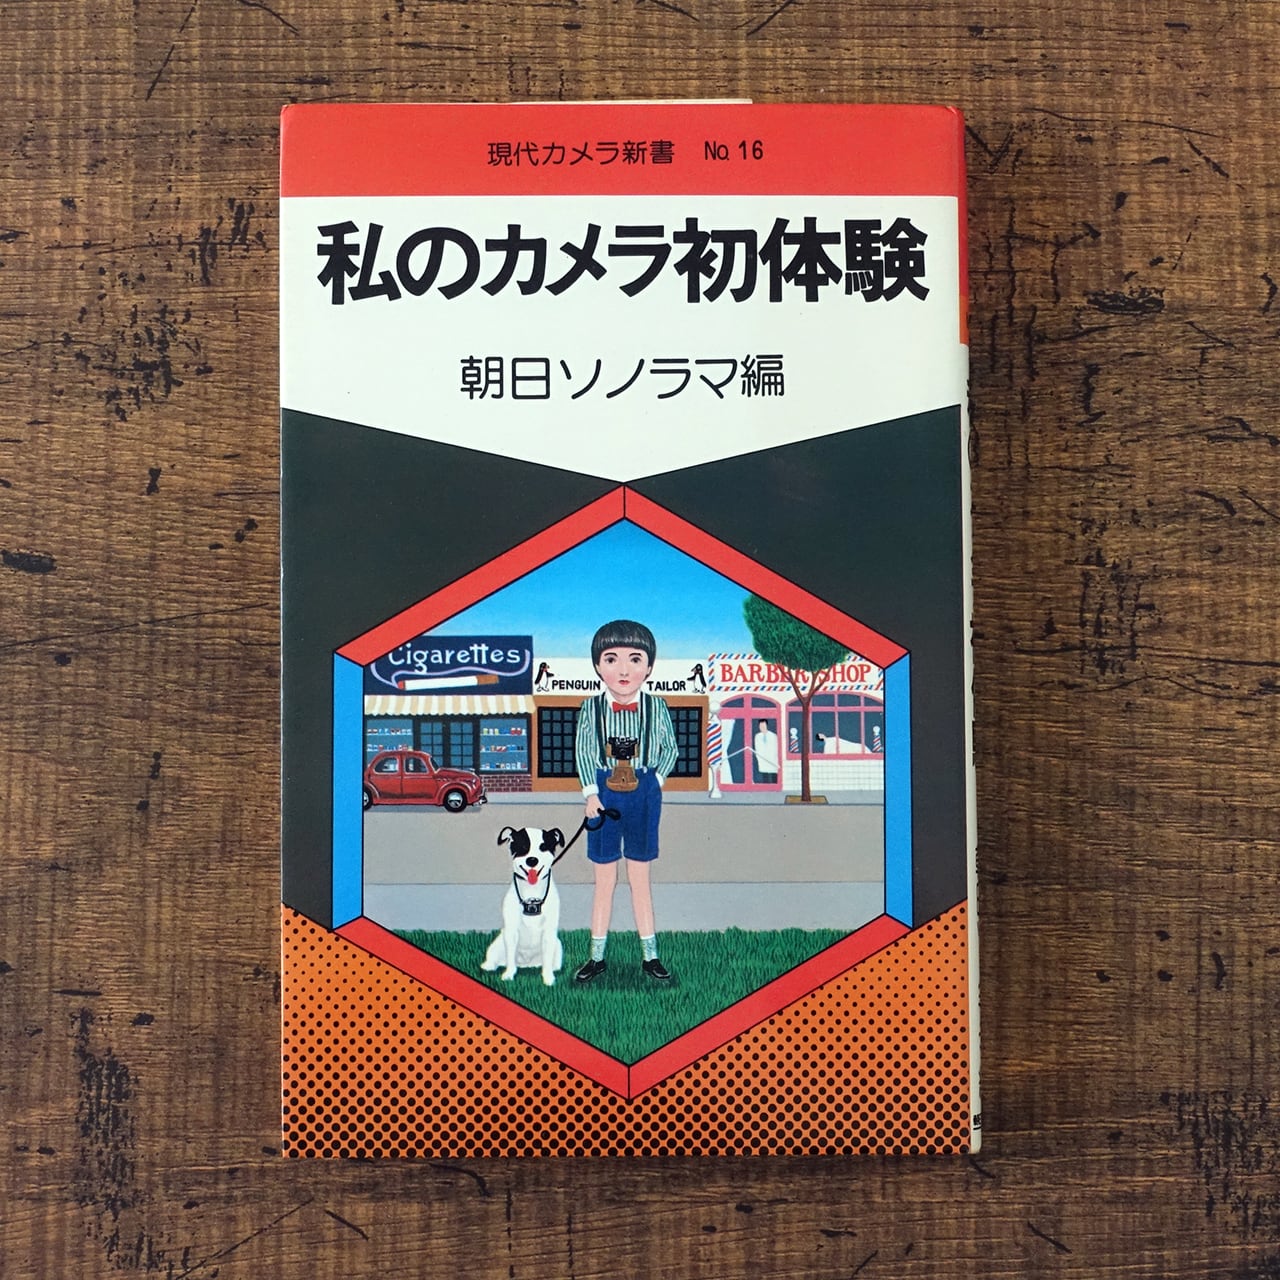 現代カメラ新書 No.16
私のカメラ初体験
朝日ソノラマ編
Cigarettes
PENGUIN TAILOR
BARBER SHOP